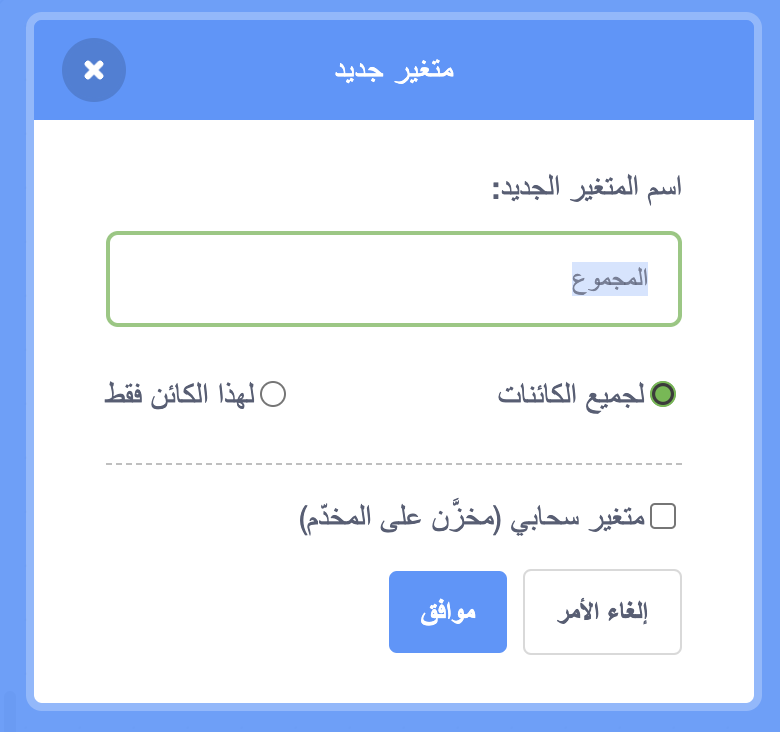 متغير جديد
اسم المتغير الجديد:
المجموع
لجميع الكائنات لهذا الكائن فقط
متغير سحابي (مخزَّن على المخدّم)
إلغاء الأمر موافق